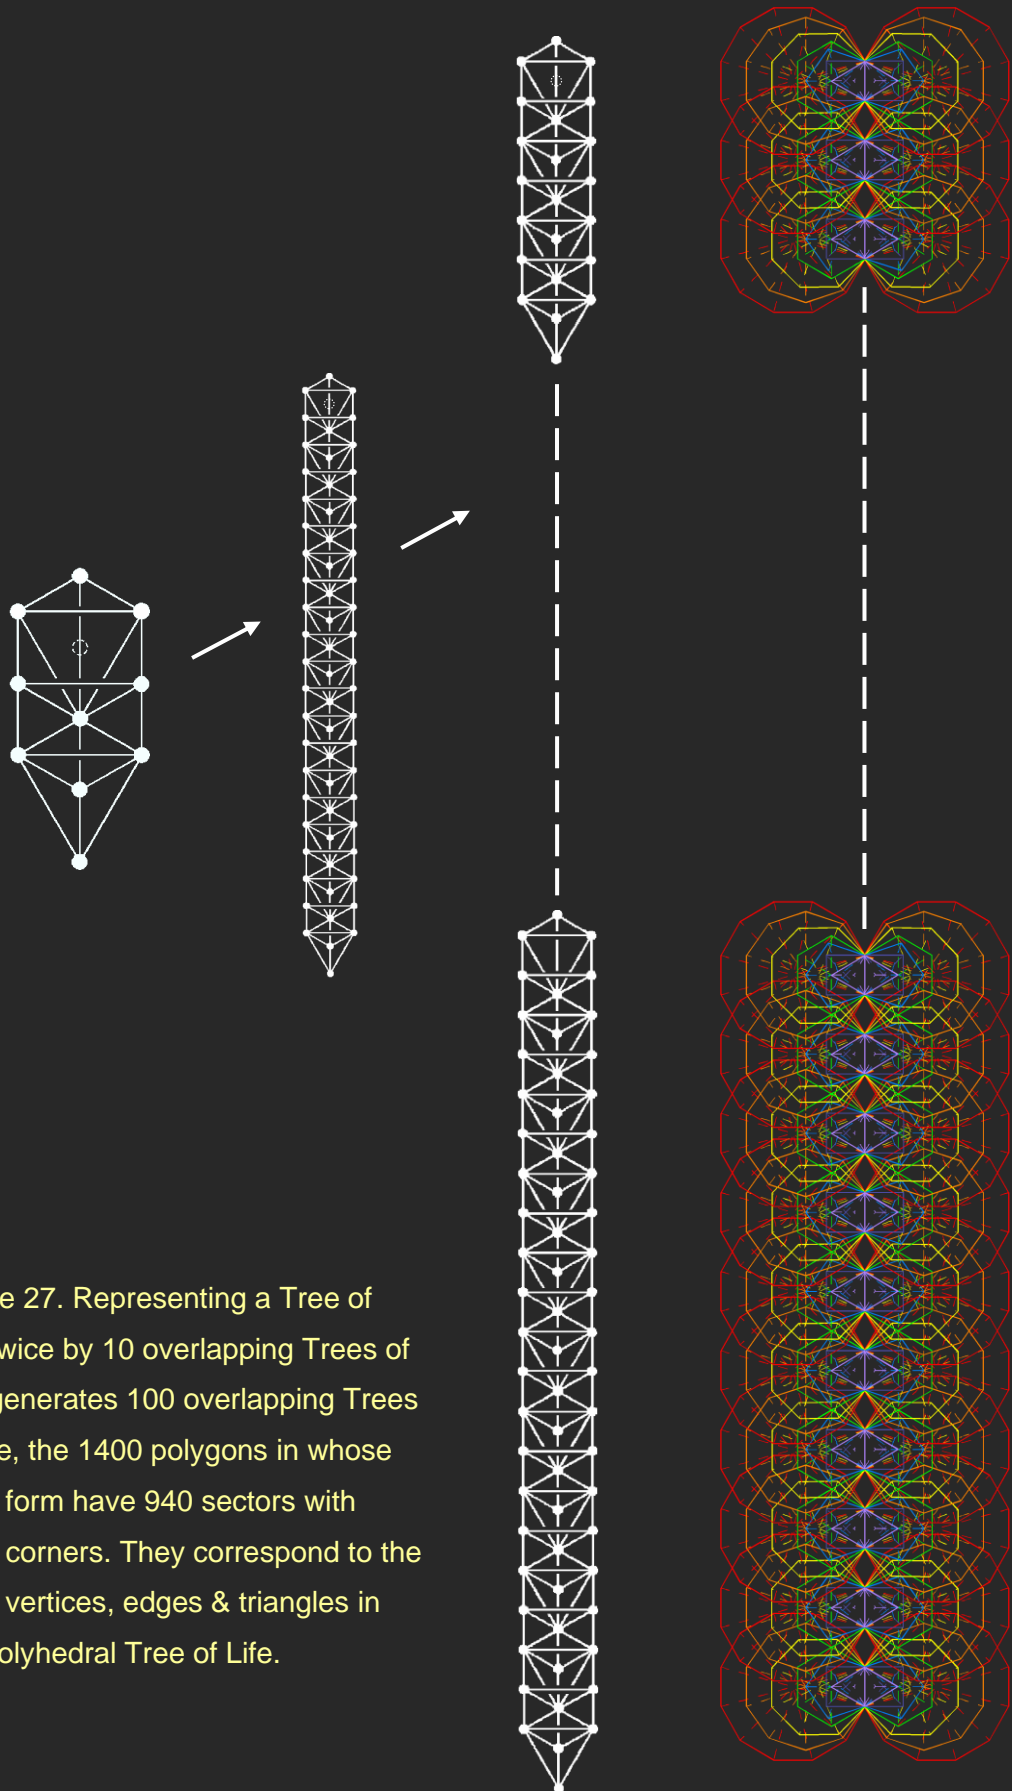 e 27. Representing a Tree of
wice by 10 overlapping Trees of
generates 100 overlapping Trees
e, the 1400 polygons in whose
form have 940 sectors with
corners. They correspond to the
vertices, edges & triangles in
olyhedral Tree of Life.